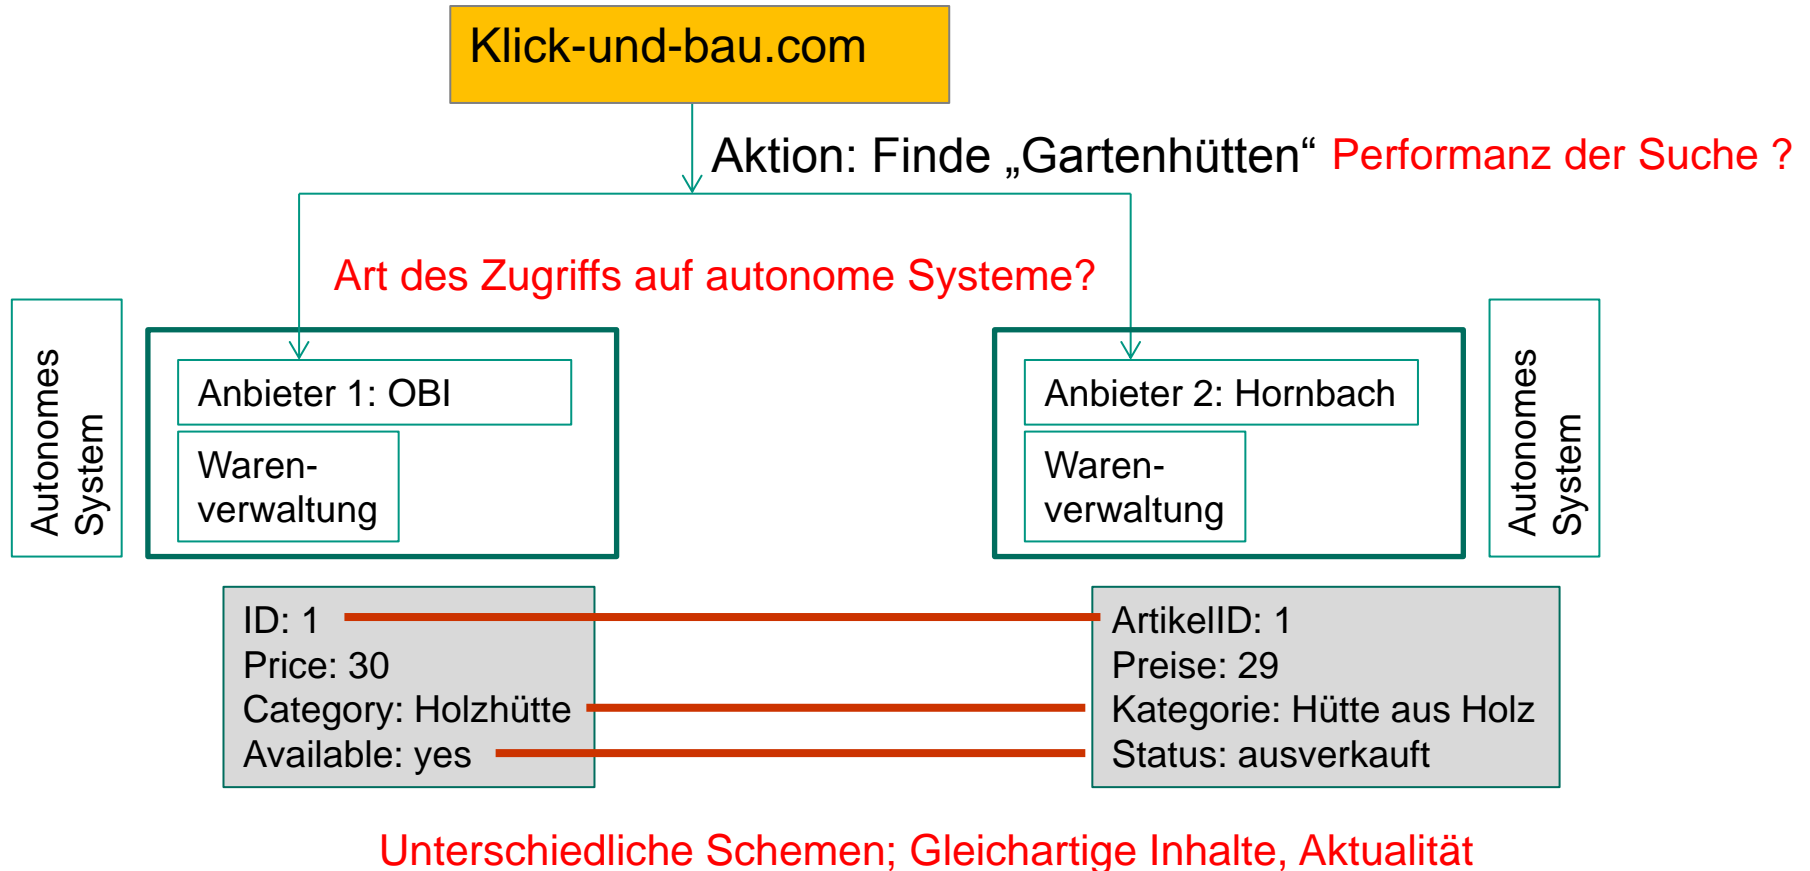 Klick-und-bau.com
Aktion: Finde „Gartenhütten“ Performanz der Suche ?
Art des Zugriffs auf autonome Systeme?
Autonomes
System
Anbieter 1: OBI
Waren-
verwaltung
Anbieter 2: Hornbach
Waren-
verwaltung
Autonomes
System
ID: 1
Price: 30
Category: Holzhütte
Available: yes
ArtikelID: 1
Preise: 29
Kategorie: Hütte aus Holz
Status: ausverkauft
Unterschiedliche Schemen; Gleichartige Inhalte, Aktualität